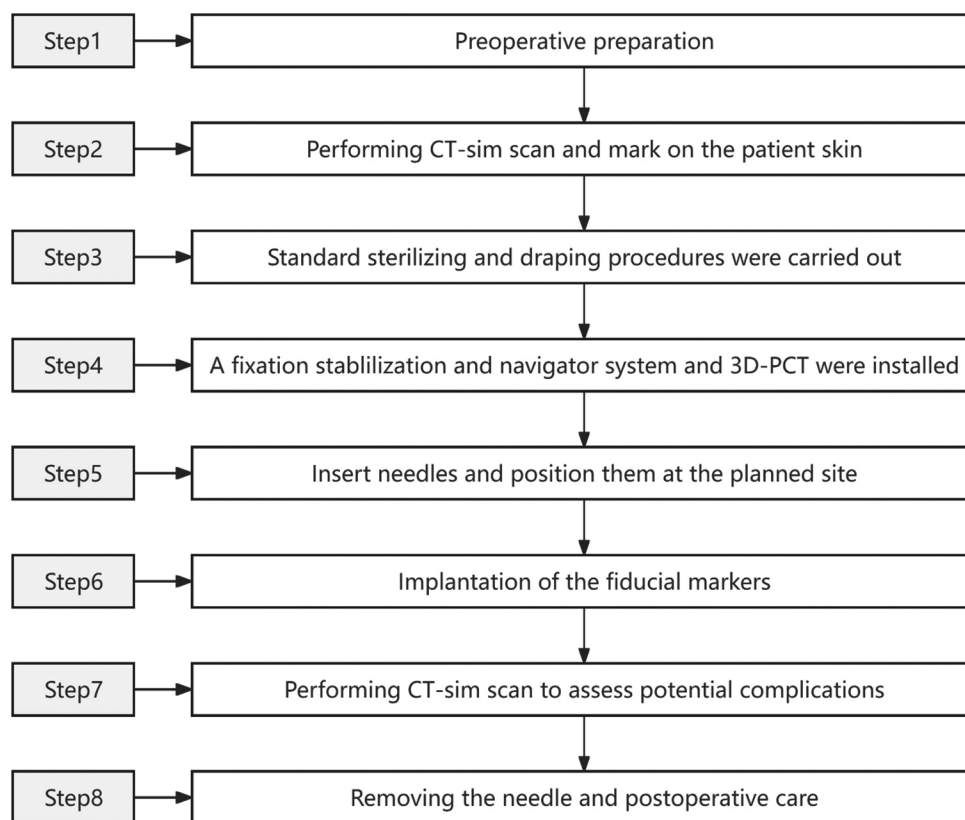 Step1
Preoperative preparation
Step2
Performing CT-sim scan and mark on the patient skin
Step3
Standard sterilizing and draping procedures were carried out
Step4
A fixation stablilization and navigator system and 3D-PCT were installed
Step5
Insert needles and position them at the planned site
Step6
Implantation of the fiducial markers
Step7
Performing CT-sim scan to assess potential complications
Step8
Removing the needle and postoperative care